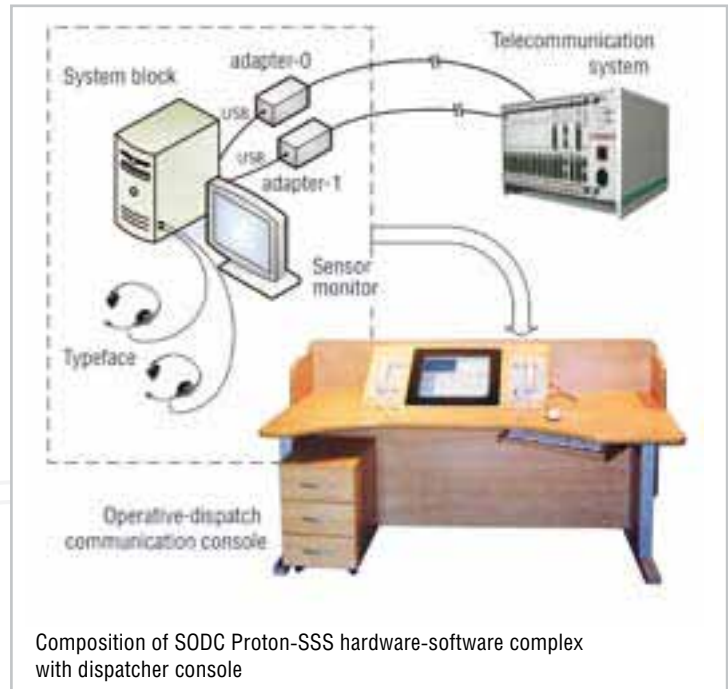 Telecommunication
system
adapter-0
System block
USB
USB
adapter-1
Sensor
monitor
Typeface
Operative-dispatch
communication console
Composition of SODC Proton-SSS hardware-software complex
with dispatcher console